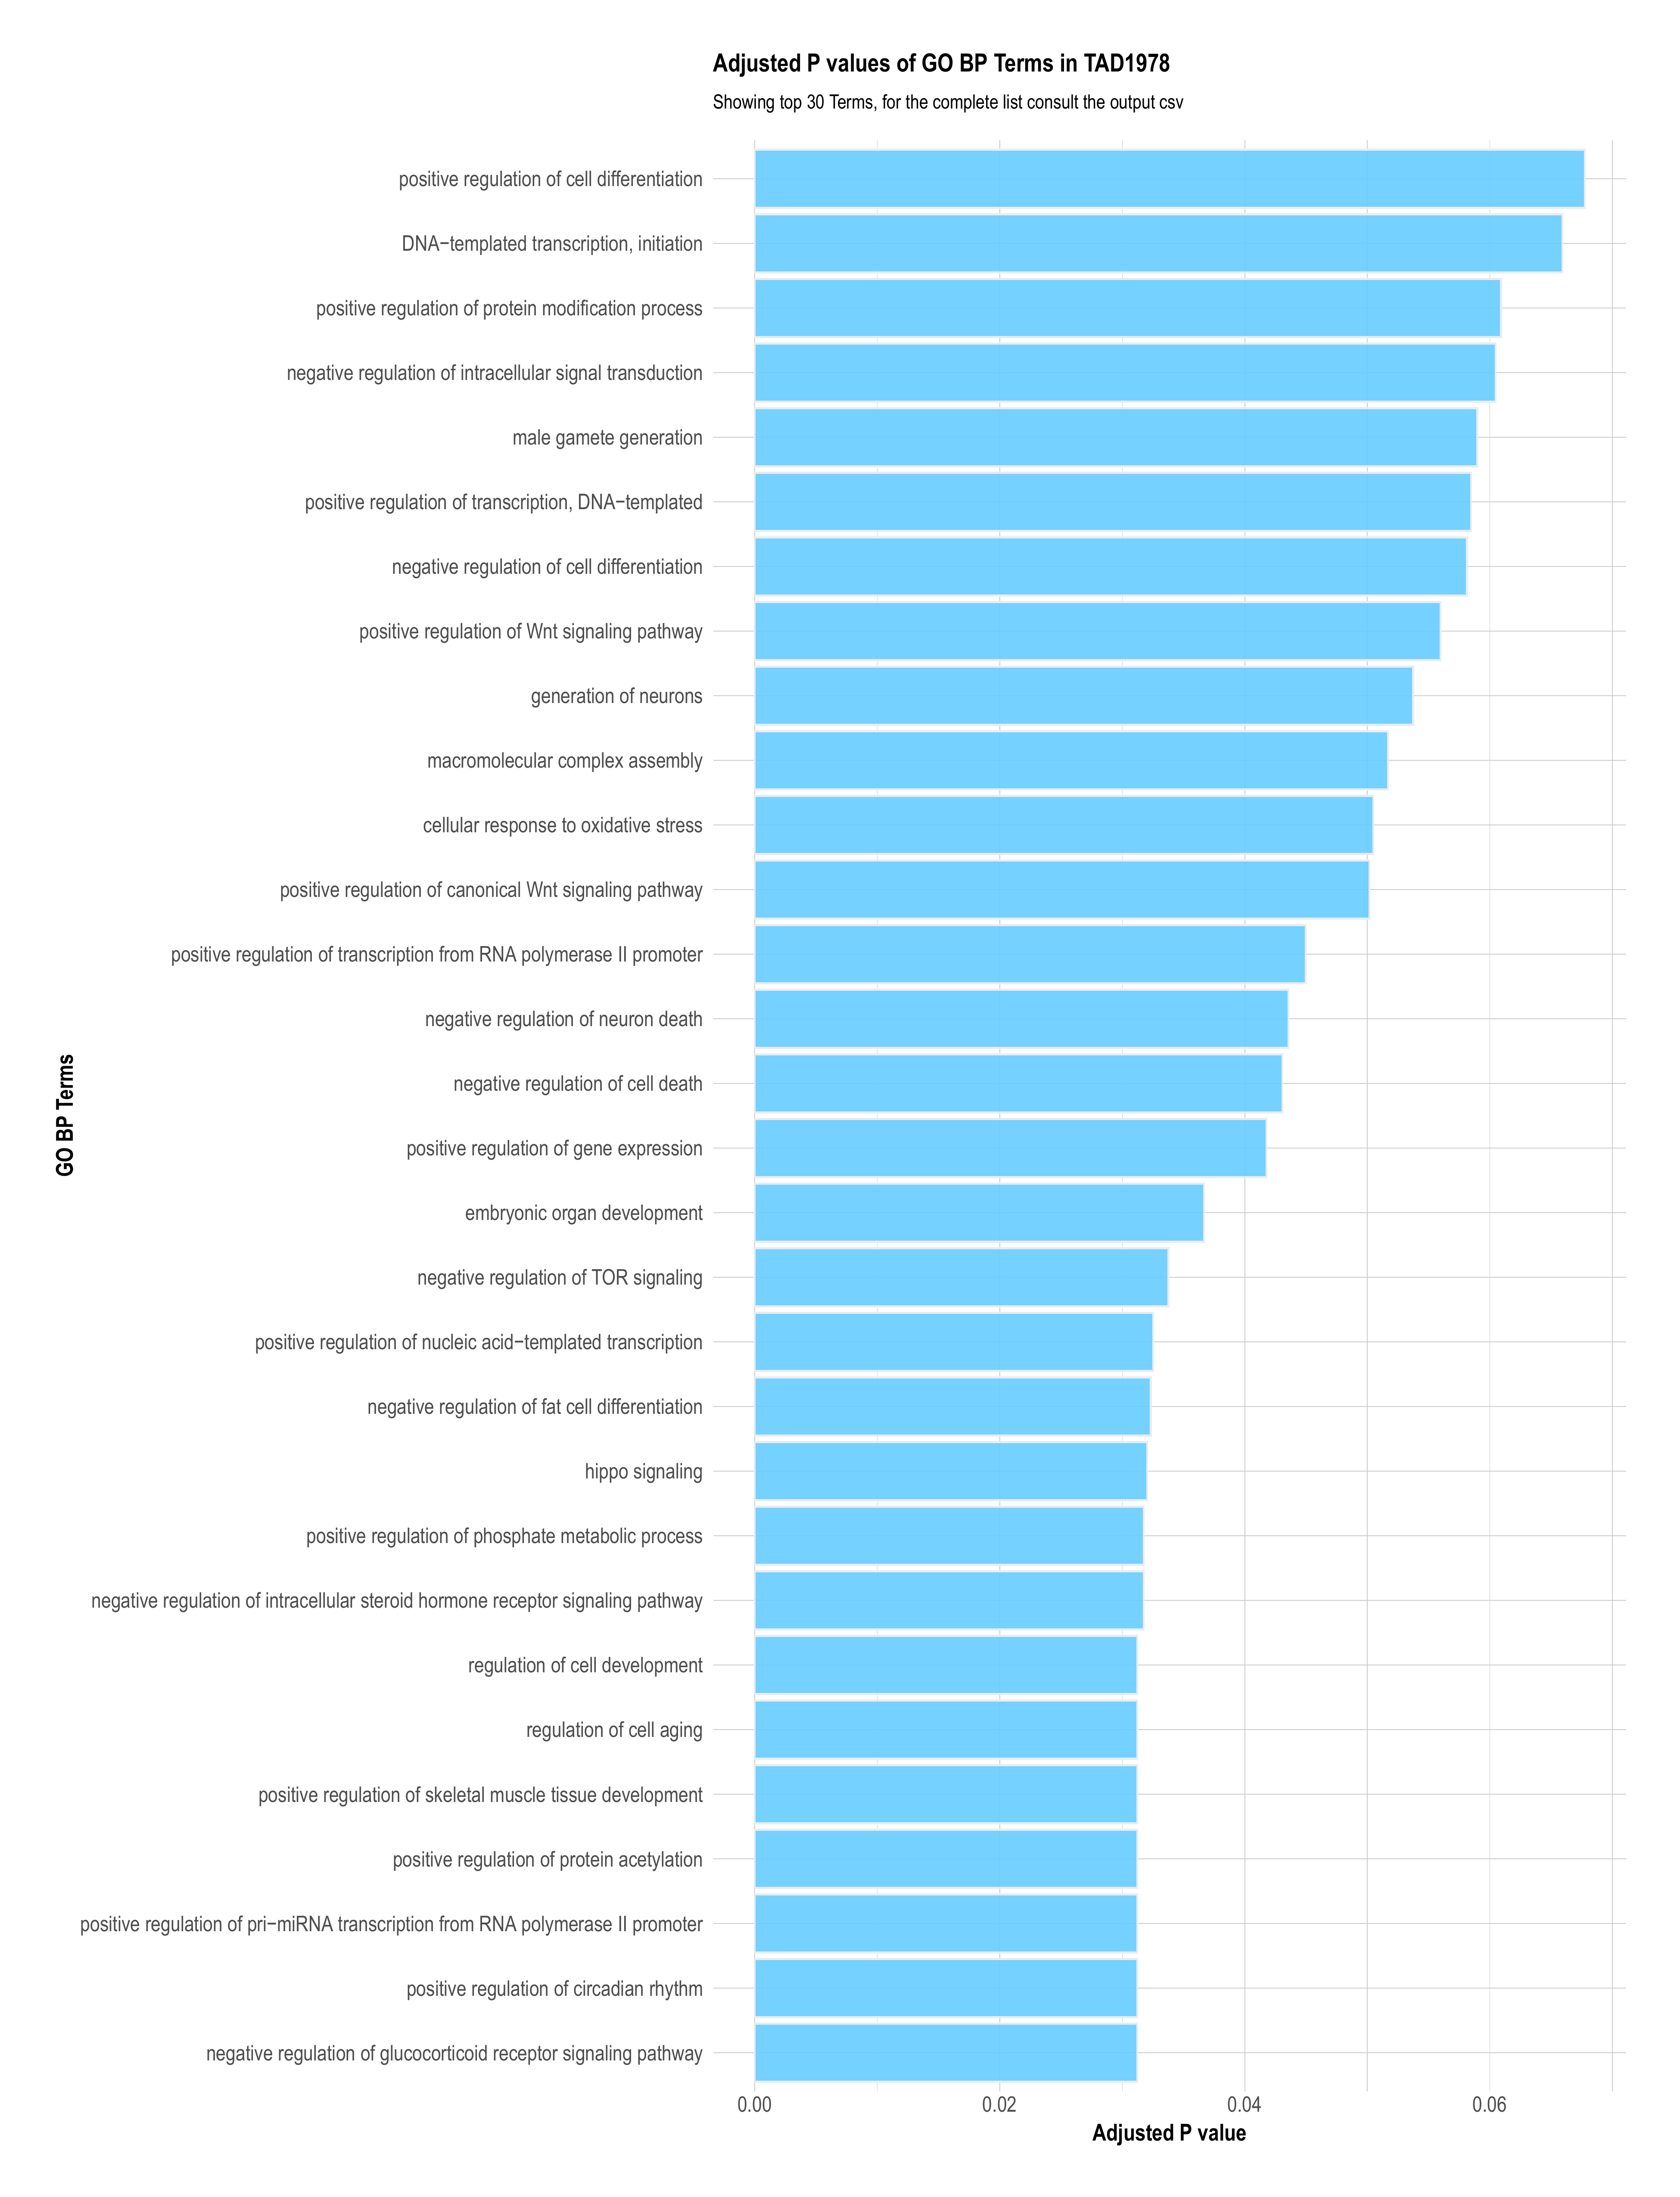 Adjusted P values of GO BP Terms in TAD1978
Showing top 30 Terms, for the complete list consult the output csv
positive regulation of cell differentiation
DNA−templated transcription, initiation
positive regulation of protein modification process
negative regulation of intracellular signal transduction
male gamete generation
positive regulation of transcription, DNA−templated
negative regulation of cell differentiation
positive regulation of Wnt signaling pathway
generation of neurons
macromolecular complex assembly
cellular response to oxidative stress
positive regulation of canonical Wnt signaling pathway
positive regulation of transcription from RNA polymerase II promoter
negative regulation of neuron death
negative regulation of cell death
positive regulation of gene expression
embryonic organ development
negative regulation of TOR signaling
positive regulation of nucleic acid−templated transcription
negative regulation of fat cell differentiation
hippo signaling
positive regulation of phosphate metabolic process
negative regulation of intracellular steroid hormone receptor signaling pathway
regulation of cell development
regulation of cell aging
positive regulation of skeletal muscle tissue development
positive regulation of protein acetylation
positive regulation of pri−miRNA transcription from RNA polymerase II promoter
positive regulation of circadian rhythm
negative regulation of glucocorticoid receptor signaling pathway
GO BP Terms
0.00 0.02 0.04 0.06
Adjusted P value